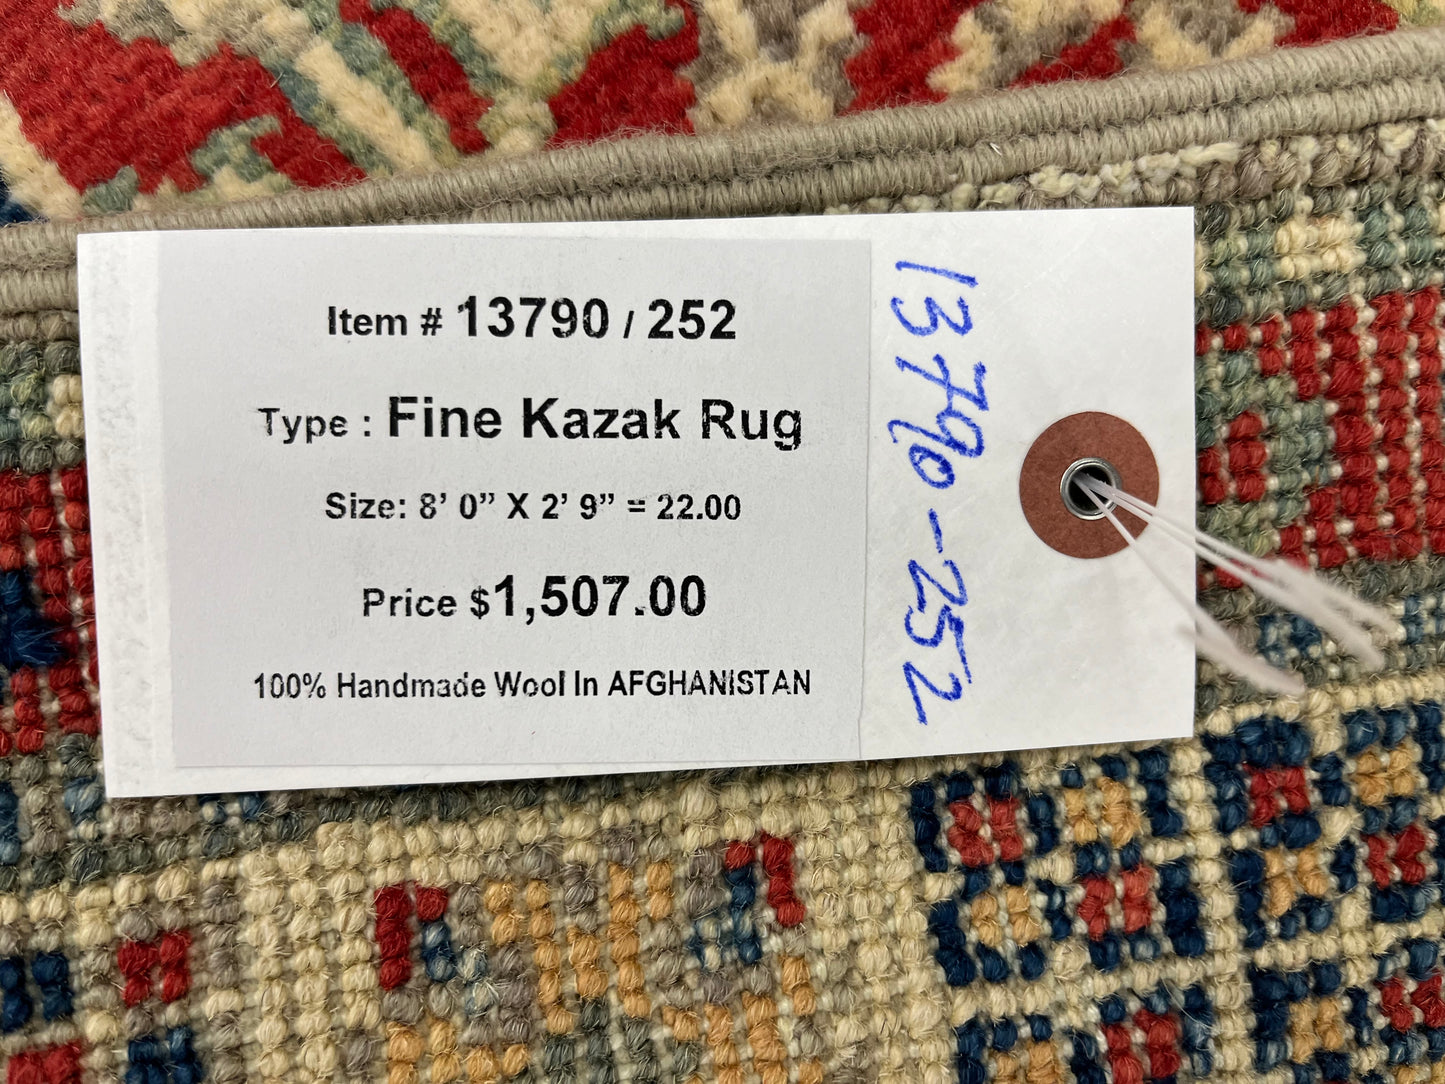 Item # 13790 / 252
Type : Fine Kazak Rug
Size: 8’ 0” X 2’ 9” = 22.00
Price $1,507.00
100% Handmade Wool In AFGHANISTAN
13790-252